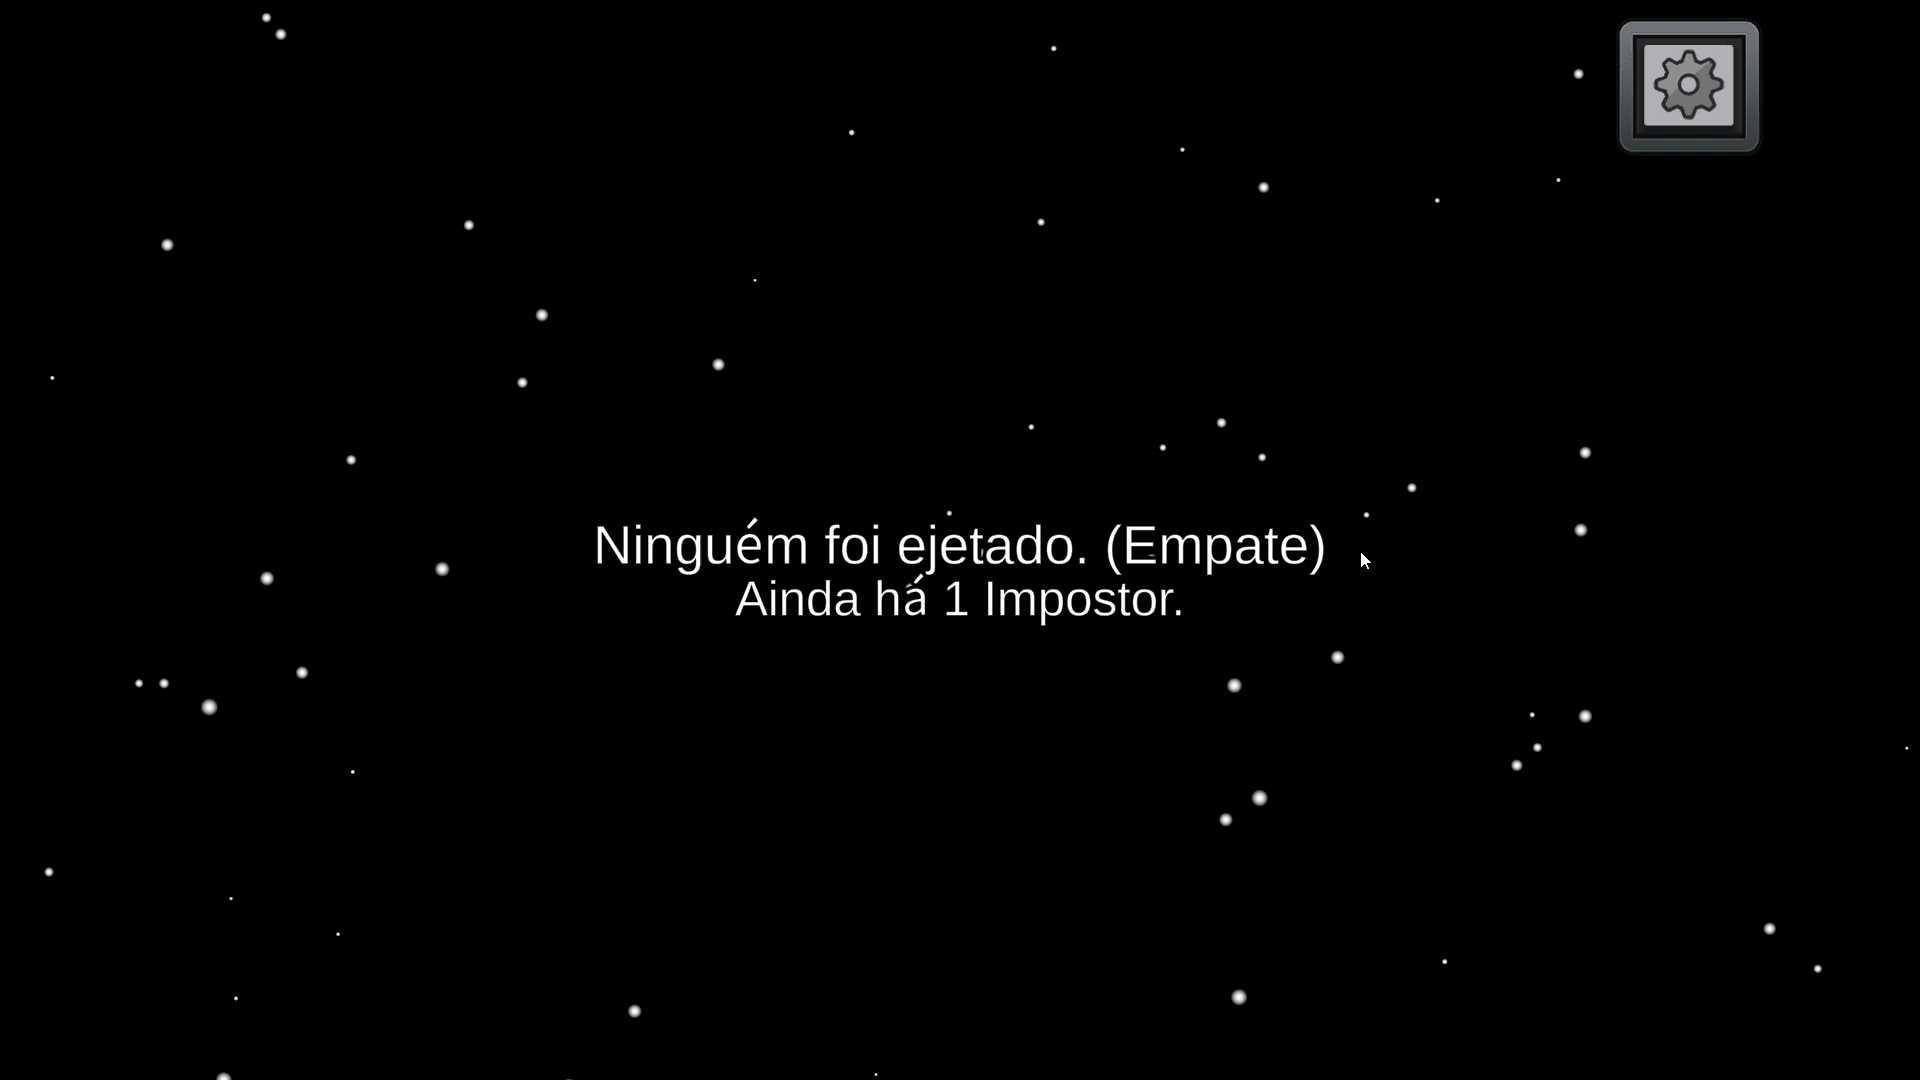 Ninguém foi ejetado. (Empate)
Ainda há 1 Impostor.